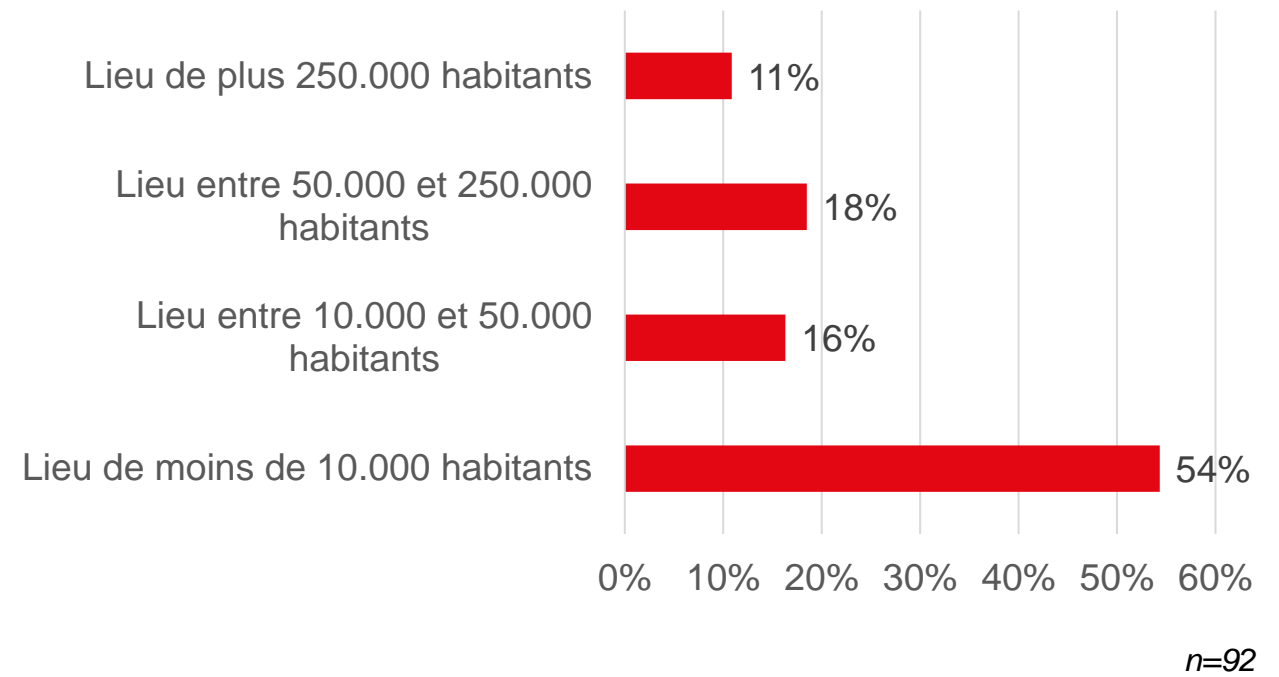 Lieu de plus 250.000 habitants
11%
Lieu entre 50.000 et 250.000
habitants
18%
Lieu entre 10.000 et 50.000
habitants
16%
Lieu de moins de 10.000 habitants
54%
0% 10% 20% 30% 40% 50% 60%
n=92